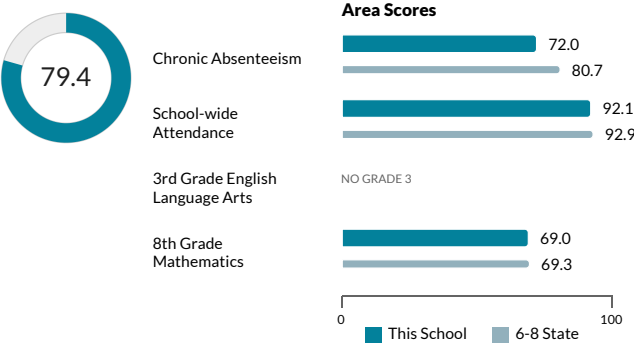 Area Scores
79.4
Chronic Absenteeism
72.0
80.7
School-wide
Attendance
92.1
92.9
3rd Grade English
Language Arts
NO GRADE 3
8th Grade
Mathematics
69.0
69.3
0
100
This School
6-8 State